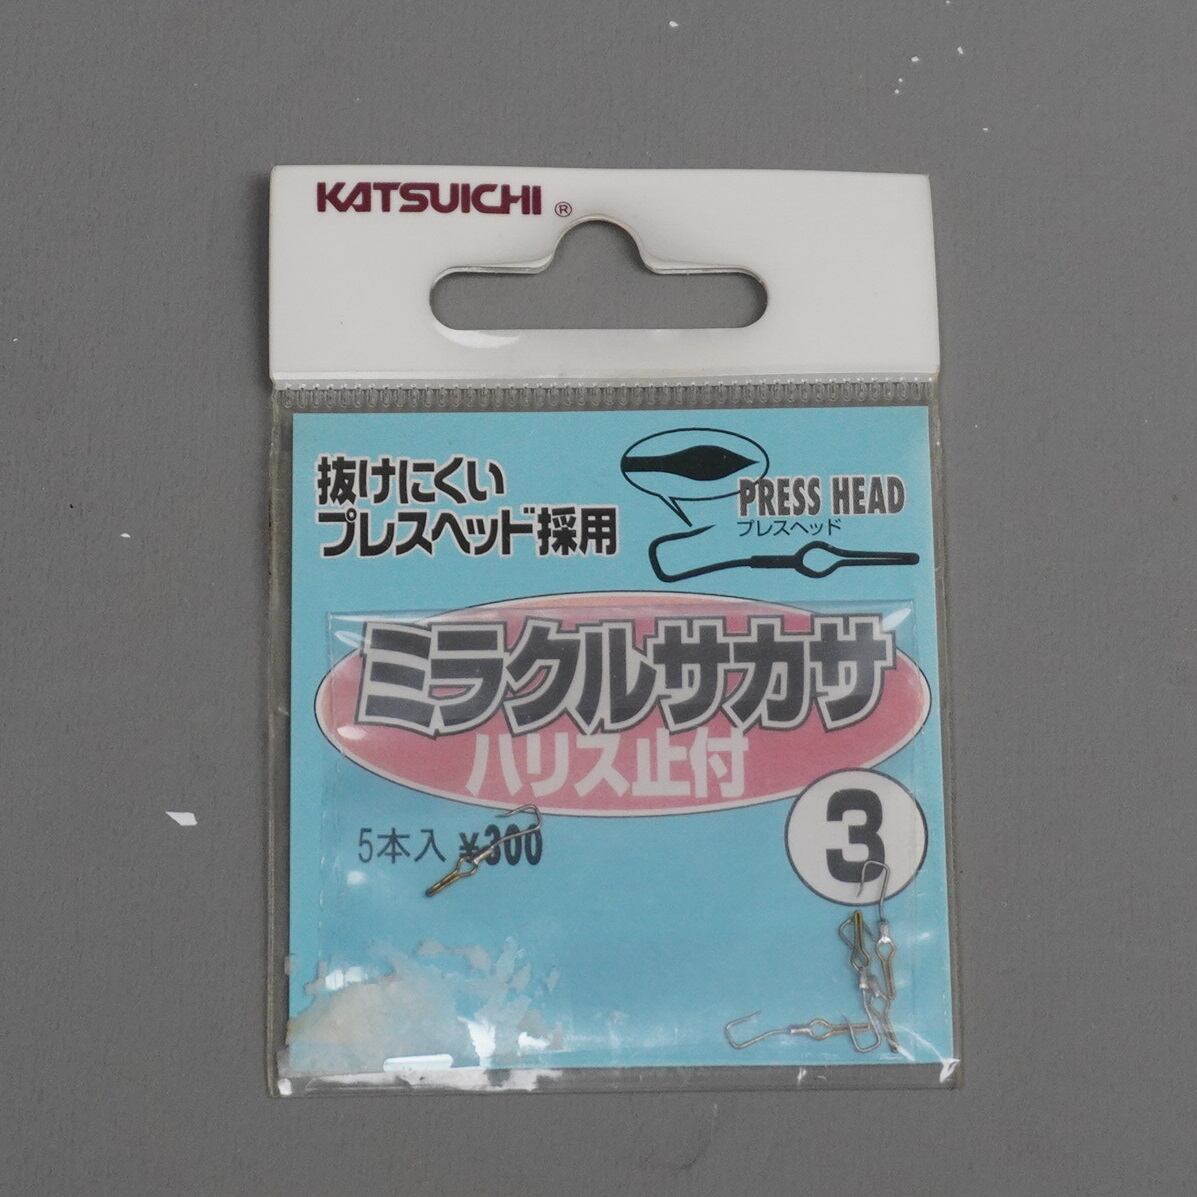 KATSUICHI ®
抜けにくい
プレスヘッド採用
PRESS HEAD
プレスヘッド
ミラクルサカサ
ハリス止付
5本入 ¥300
3